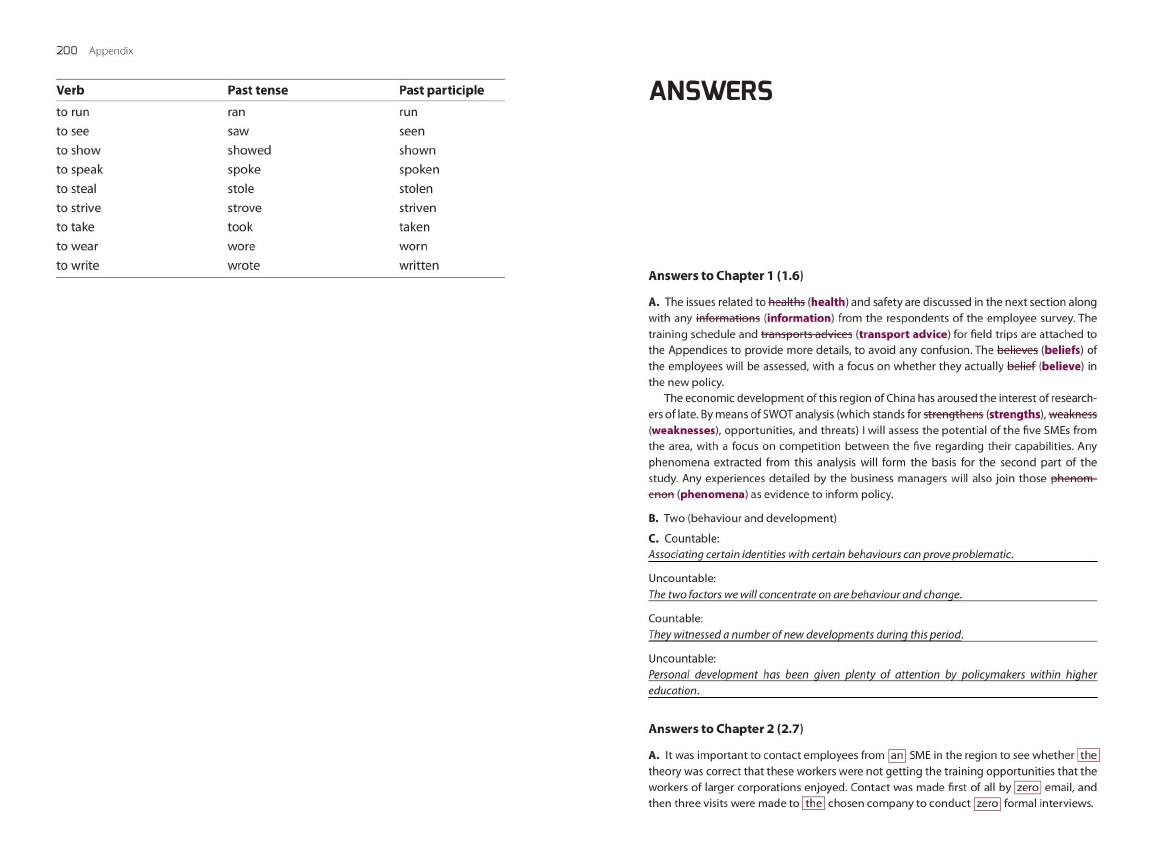 200 Appendix
Verb Past tense Past participle
to run ran run
to see saw seen
to show showed shown
to speak spoke spoken
to steal stole stolen
to strive strove striven
to take took taken
to wear wore worn
to write wrote written
ANSWERS
Answers to Chapter 1 (1.6)
A. The issues related to healths (health) and safety are discussed in the next section along
with any informations (information) from the respondents of the employee survey. The
training schedule and transports advices (transport advice) for field trips are attached to
the Appendices to provide more details, to avoid any confusion. The believes (beliefs) of
the employees will be assessed, with a focus on whether they actually belief (believe) in
the new policy.
The economic development of this region of China has aroused the interest of research-
ers of late. By means of SWOT analysis (which stands for strengthens (strengths), weakness
(weaknesses), opportunities, and threats) I will assess the potential of the five SMEs from
the area, with a focus on competition between the five regarding their capabilities. Any
phenomena extracted from this analysis will form the basis for the second part of the
study. Any experiences detailed by the business managers will also join those phenom-
enon (phenomena) as evidence to inform policy.
B. Two (behaviour and development)
C. Countable:
Associating certain identities with certain behaviours can prove problematic.
Uncountable:
The two factors we will concentrate on are behaviour and change.
Countable:
They witnessed a number of new developments during this period.
Uncountable:
Personal development has been given plenty of attention by policymakers within higher
education.
Answers to Chapter 2 (2.7)
A. It was important to contact employees from an SME in the region to see whether the
theory was correct that these workers were not getting the training opportunities that the
workers of larger corporations enjoyed. Contact was made first of all by zero email, and
then three visits were made to the chosen company to conduct zero formal interviews.